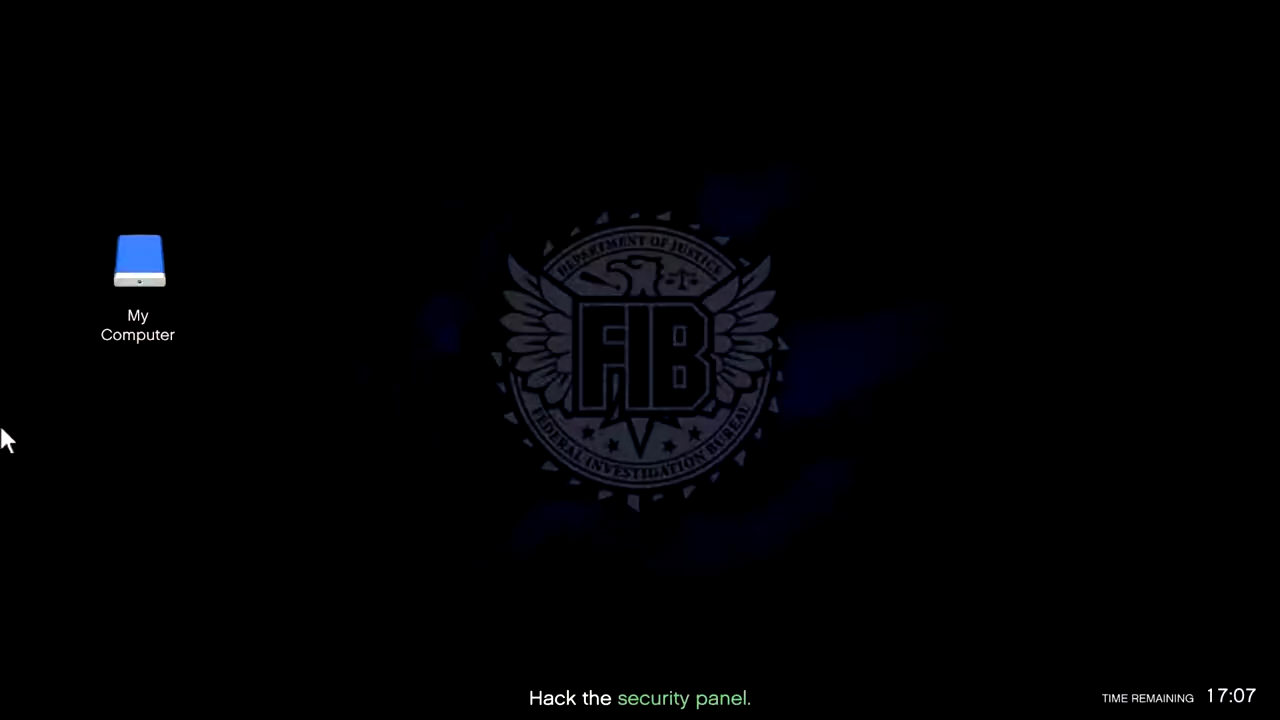 DEPARTMENT OF JUSTICE
FIB
FEDERAL INVESTIGATION BUREAU
My
Computer
Hack the security panel.
TIME REMAINING 17:07